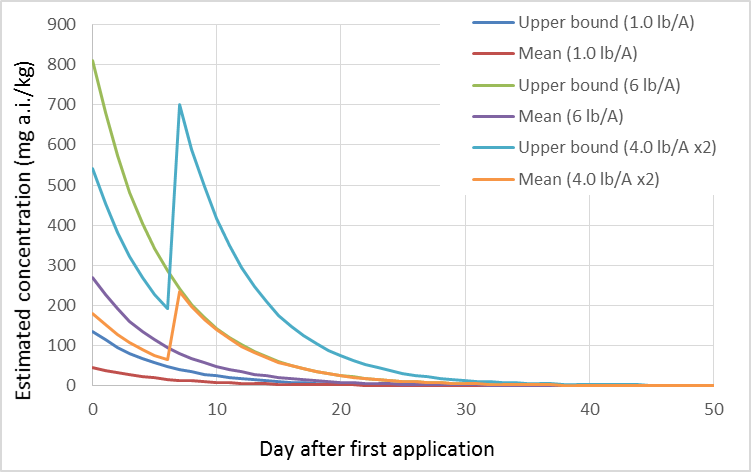 900
800
700
600
500
400
300
200
100
0
Estimated concentration (mg a.i./kg)
Upper bound (1.0 lb/A)
Mean (1.0 lb/A)
Upper bound (6 lb/A)
Mean (6 lb/A)
Upper bound (4.0 lb/A x2)
Mean (4.0 lb/A x2)
0 10 20 30 40 50
Day after first application